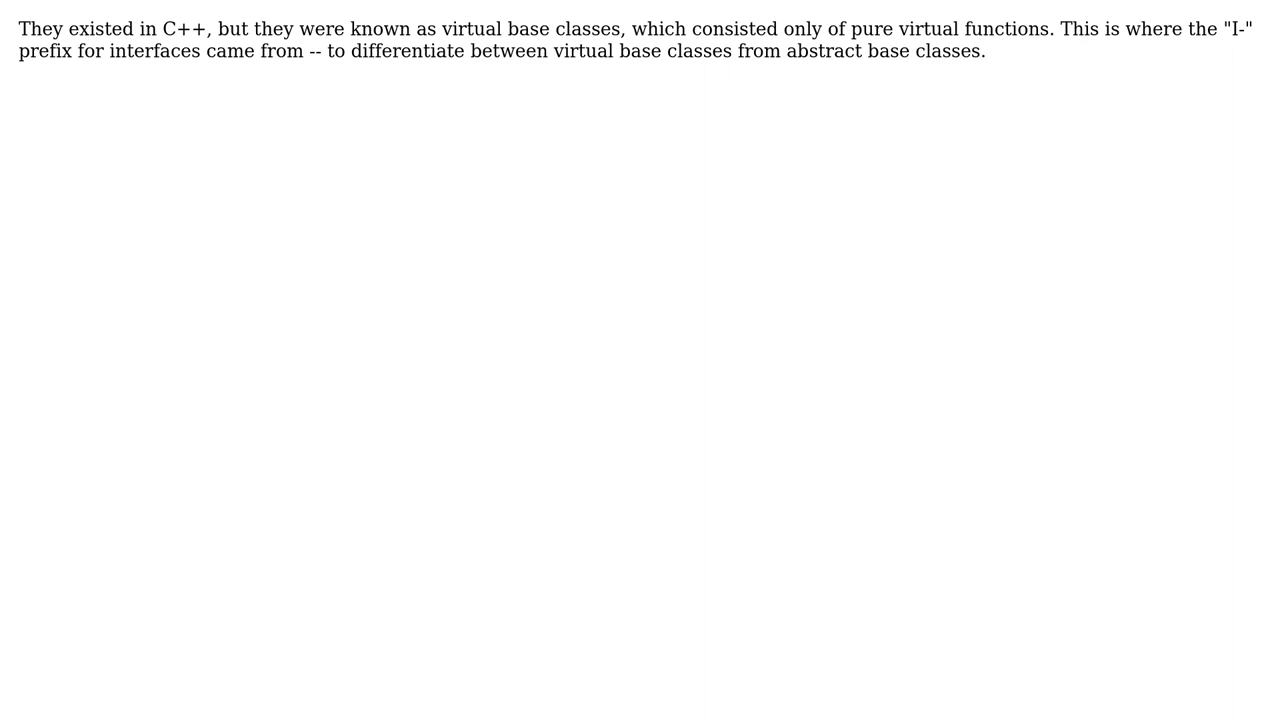 They existed in C++, but they were known as virtual base classes, which consisted only of pure virtual functions. This is where the "I-"
prefix for interfaces came from -- to differentiate between virtual base classes from abstract base classes.